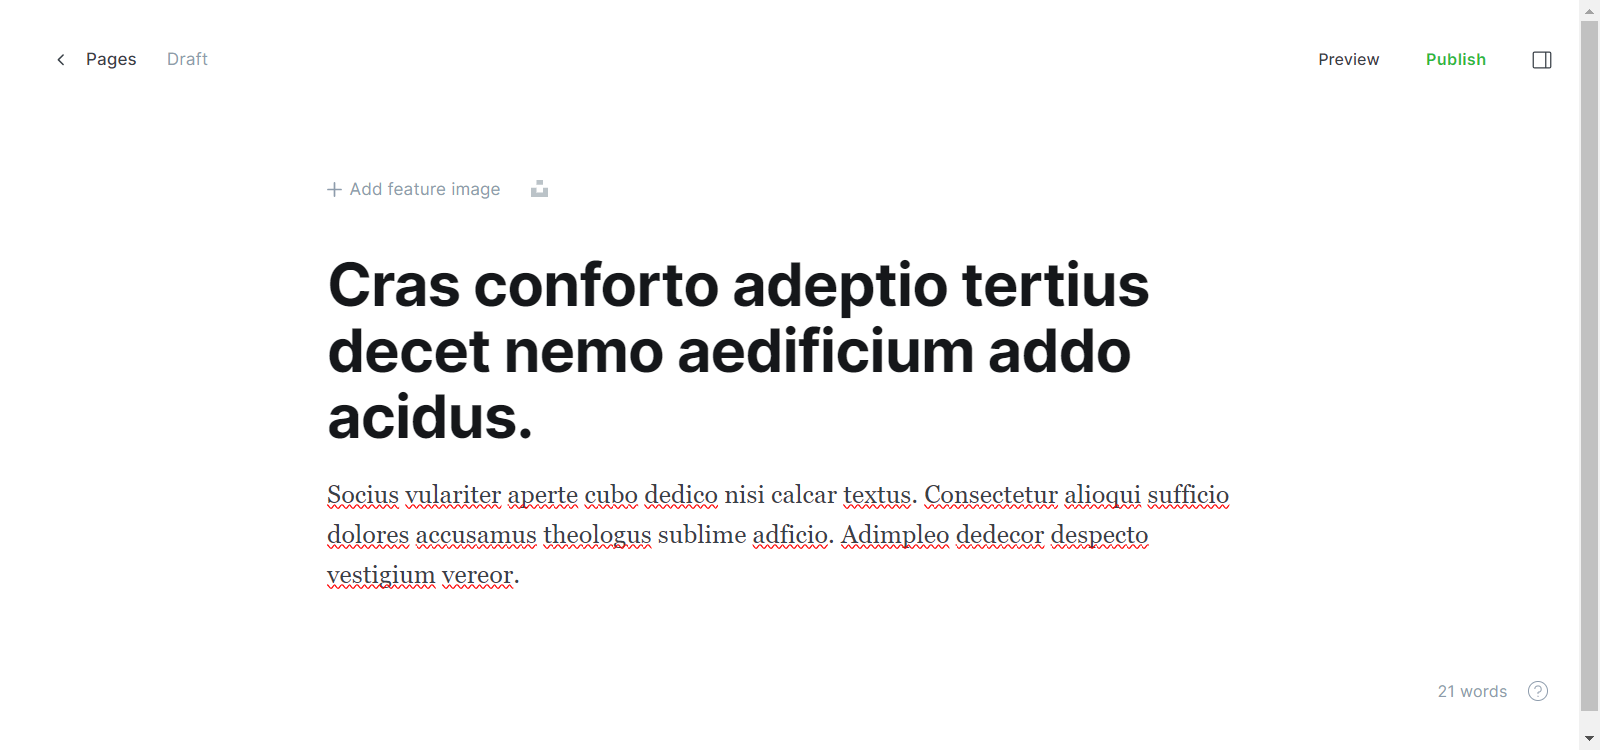 Pages Draft Preview Publish
Add feature image
Cras conforto adeptio tertius
decet nemo aedificium addo
acidus.
Socius vulariter aperte cubo dedico nisi calcar textus. Consectetur alioqui sufficio
dolores accusamus theologus sublime adficio. Adimpleo dedecor despecto
vestigium vereor.
21 words